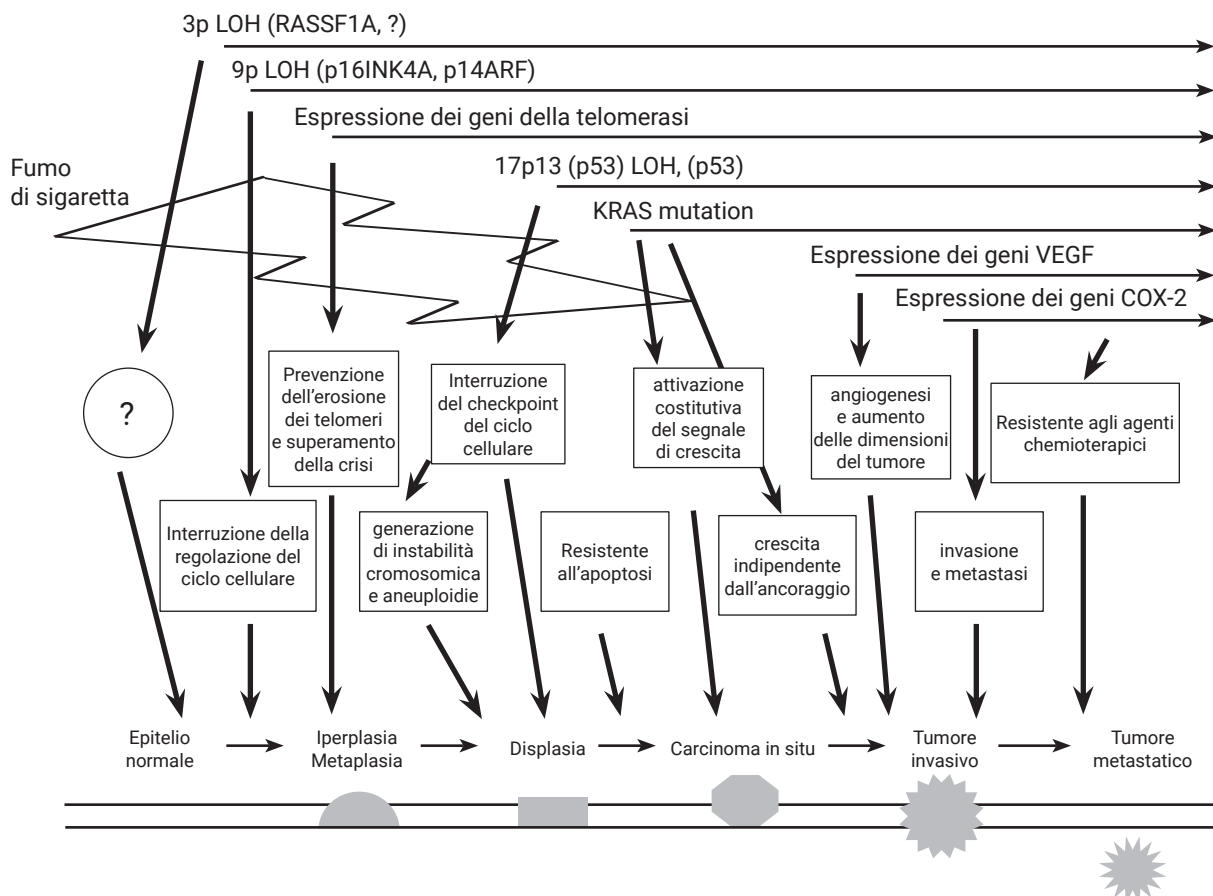 3p LOH (RASSF1A, ?)
9p LOH (p16INK4A, p14ARF)
Espressione dei geni della telomerasi
Fumo
di sigaretta
17p13 (p53) LOH, (p53)
KRAS mutation
Espressione dei geni VEGF
Espressione dei geni COX-2
?
Prevenzione
dell'erosione
dei telomeri
e superamento
della crisi
Interruzione
del checkpoint
del ciclo
cellulare
attivazione
costitutiva
del segnale
di crescita
angiogenesi
e aumento
delle dimensioni
del tumore
Resistente agli agenti
chemioterapici
Interruzione della
regolazione del
ciclo cellulare
generazione
di instabilità
cromosomica
e aneuploidie
Resistente
all'apoptosi
crescita
indipendente
dall'ancoraggio
invasione
e metastasi
Epitelio
normale
Iperplasia
Metaplasia
Displasia
Carcinoma in situ
Tumore
invasivo
Tumore
metastatico